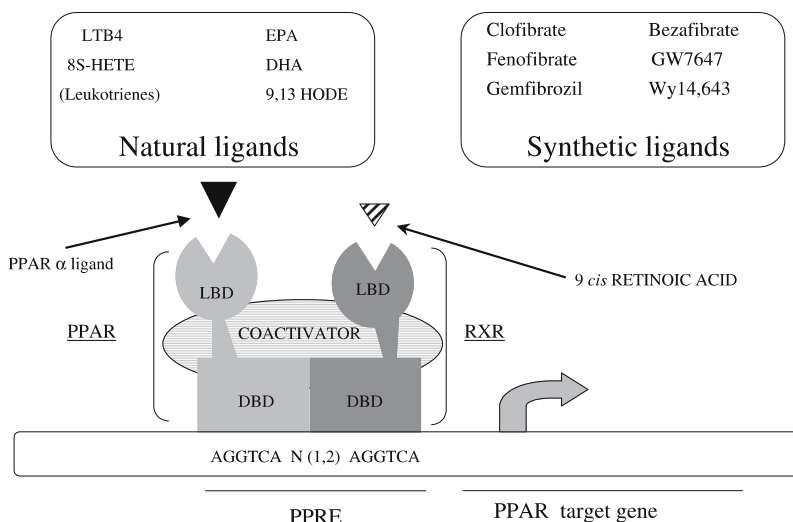 LTB4 EPA
8S-HETE DHA
(Leukotrienes) 9,13 HODE
Natural ligands
Clofibrate Bezafibrate
Fenofibrate GW7647
Gemfibrozil Wy14,643
Synthetic ligands
PPAR α ligand
9 cis RETINOIC ACID
LBD LBD
PPAR COACTIVATOR RXR
DBD DBD
AGGTCA N (1,2) AGGTCA
PPRE PPAR target gene